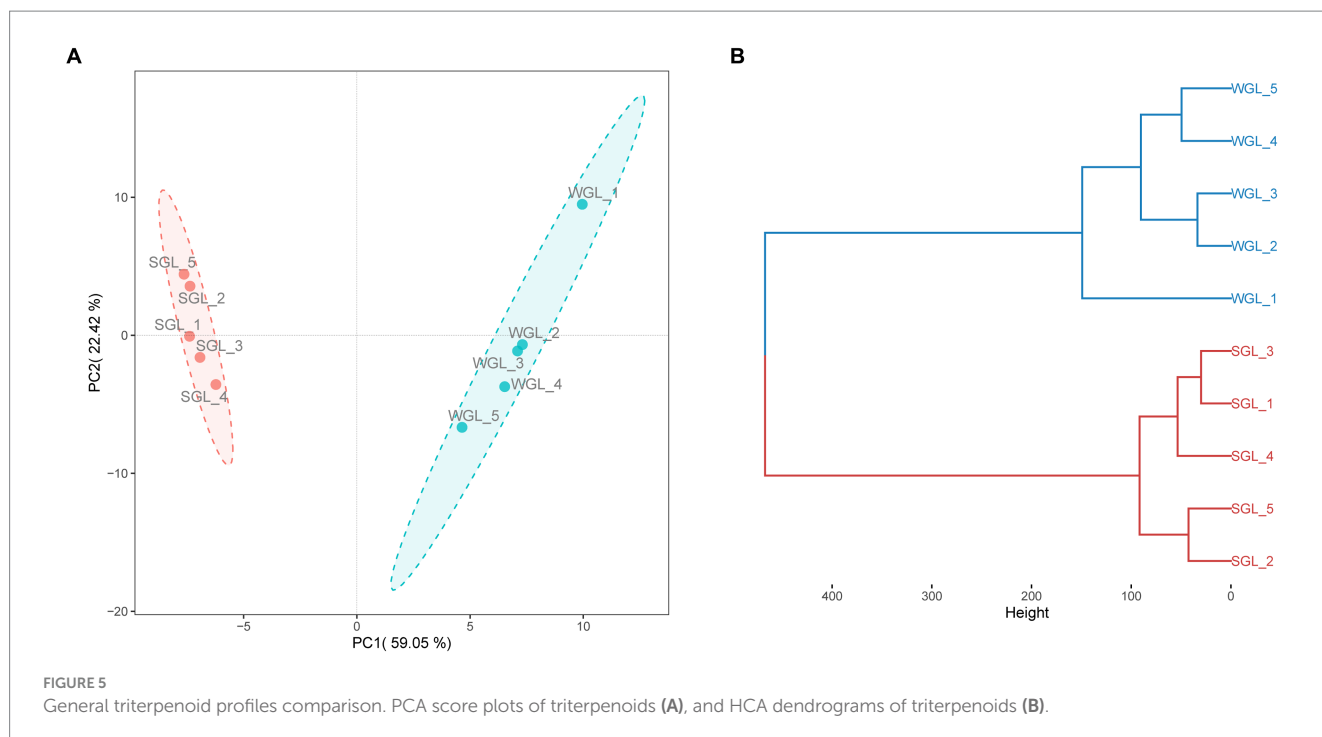 A
B
10
0
−10
−20
PC2( 22.42 %)
−5
0
5
10
PC1( 59.05 %)
SGL_5
SGL_2
SGL_1
SGL_3
SGL_4
WGL_1
WGL_2
WGL_3
WGL_4
WGL_5
WGL_5
WGL_4
WGL_3
WGL_2
WGL_1
SGL_3
SGL_1
SGL_4
SGL_5
SGL_2
400
300
200
100
0
Height
FIGURE 5
General triterpenoid profiles comparison. PCA score plots of triterpenoids (A), and HCA dendrograms of triterpenoids (B).